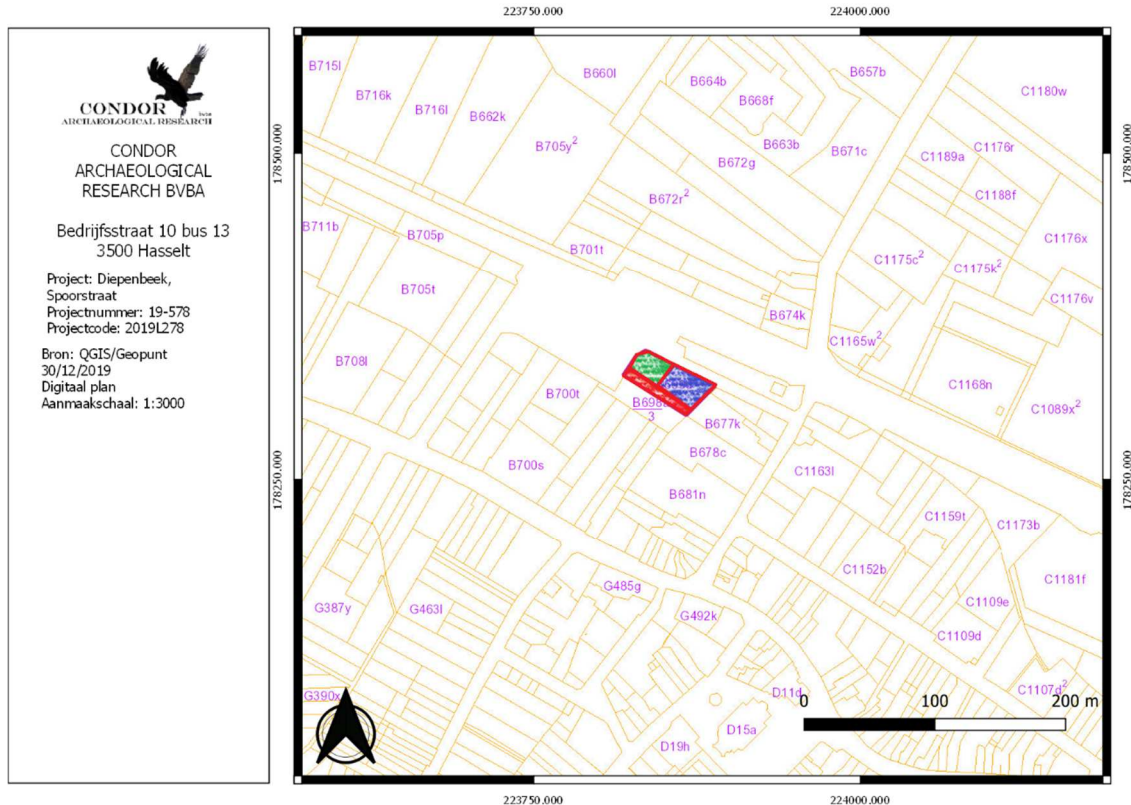 CONDOR
ARCHAEOLOGICAL RESEARCH
CONDOR
ARCHAEOLOGICAL
RESEARCH BVBA
Bedrijfsstraat 10 bus 13
3500 Hasselt
Project: Diepenbeek,
Spoorstraat
Projectnummer: 19-578
Projectcode: 2019L278
Bron: QGIS/Geopunt
30/12/2019
Digitaal plan
Aanmaakschaal: 1:3000
223750.000 224000.000
178500.000 178500.000
178250.000 178250.000
B715l
B716k
B716l
B662k
B660l
B705y²
B664b
B668f
B657b
B663b
B672g
B671c
B672r²
C1180w
C1176r
C1189a
C1188f
C1176x
C1175c²
C1175k²
C1176v
B711b
B705p
B701t
B705t
B674k
C1165w²
B708l
B700t
3
B677k
C1168n
C1089x²
B700s
B678c
B681n
C1163l
C1159t
C1173b
C1152b
C1181f
G387y
G463l
G485g
G492k
C1109e
C1109d
G390x
D11d
C1107d²
D15a
D19h
0 100 200 m
223750.000 224000.000